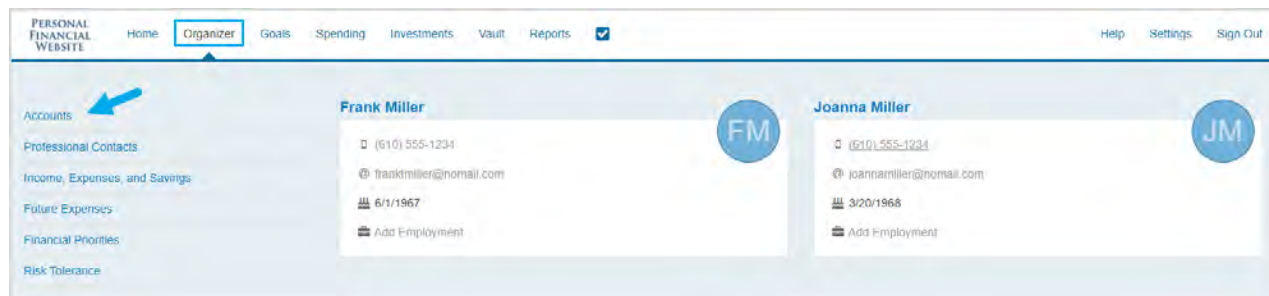 PERSONAL
FINANCIAL
WEBSITE
Home Organizer Goals Spending Investments Vault Reports Help Settings Sign Out
Accounts
Professional Contacts
Income, Expenses, and Savings
Future Expenses
Financial Priorities
Risk Tolerance
Frank Miller
FM
(610) 555-1234
@ franktmiller@nomail.com
6/1/1967
Add Employment
Joanna Miller
JM
(610) 555-1234
@ joannamiller@nomail.com
3/20/1968
Add Employment